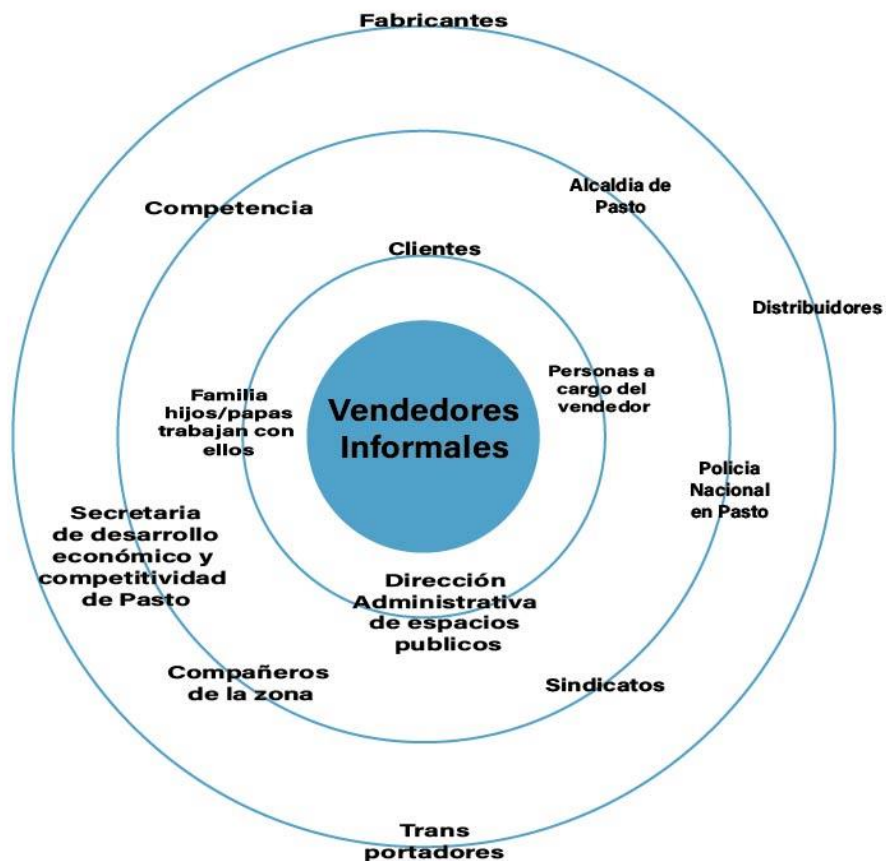 Fabricantes
Alcaldia de
Pasto
Competencia
Clientes
Distribuidores
Personas a
cargo del
vendedor
Familia
hijos/papas
trabajan con
ellos
Vendedores
Informales
Policia
Nacional
en Pasto
Secretaria
de desarrollo
económico y
competitividad
de Pasto
Dirección
Administrativa
de espacios
publicos
Compañeros
de la zona
Sindicatos
Trans
portadores